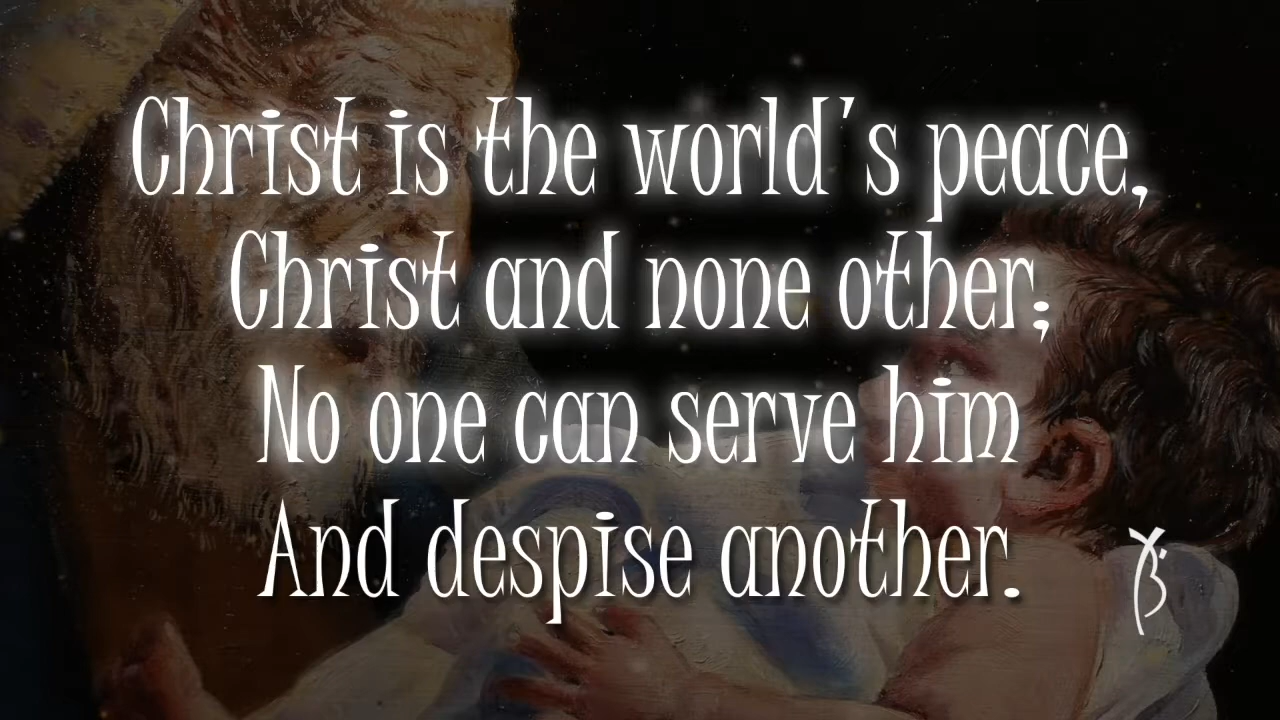 Christ is the world's peace,
Christ and none other;
No one can serve him
And despise another.